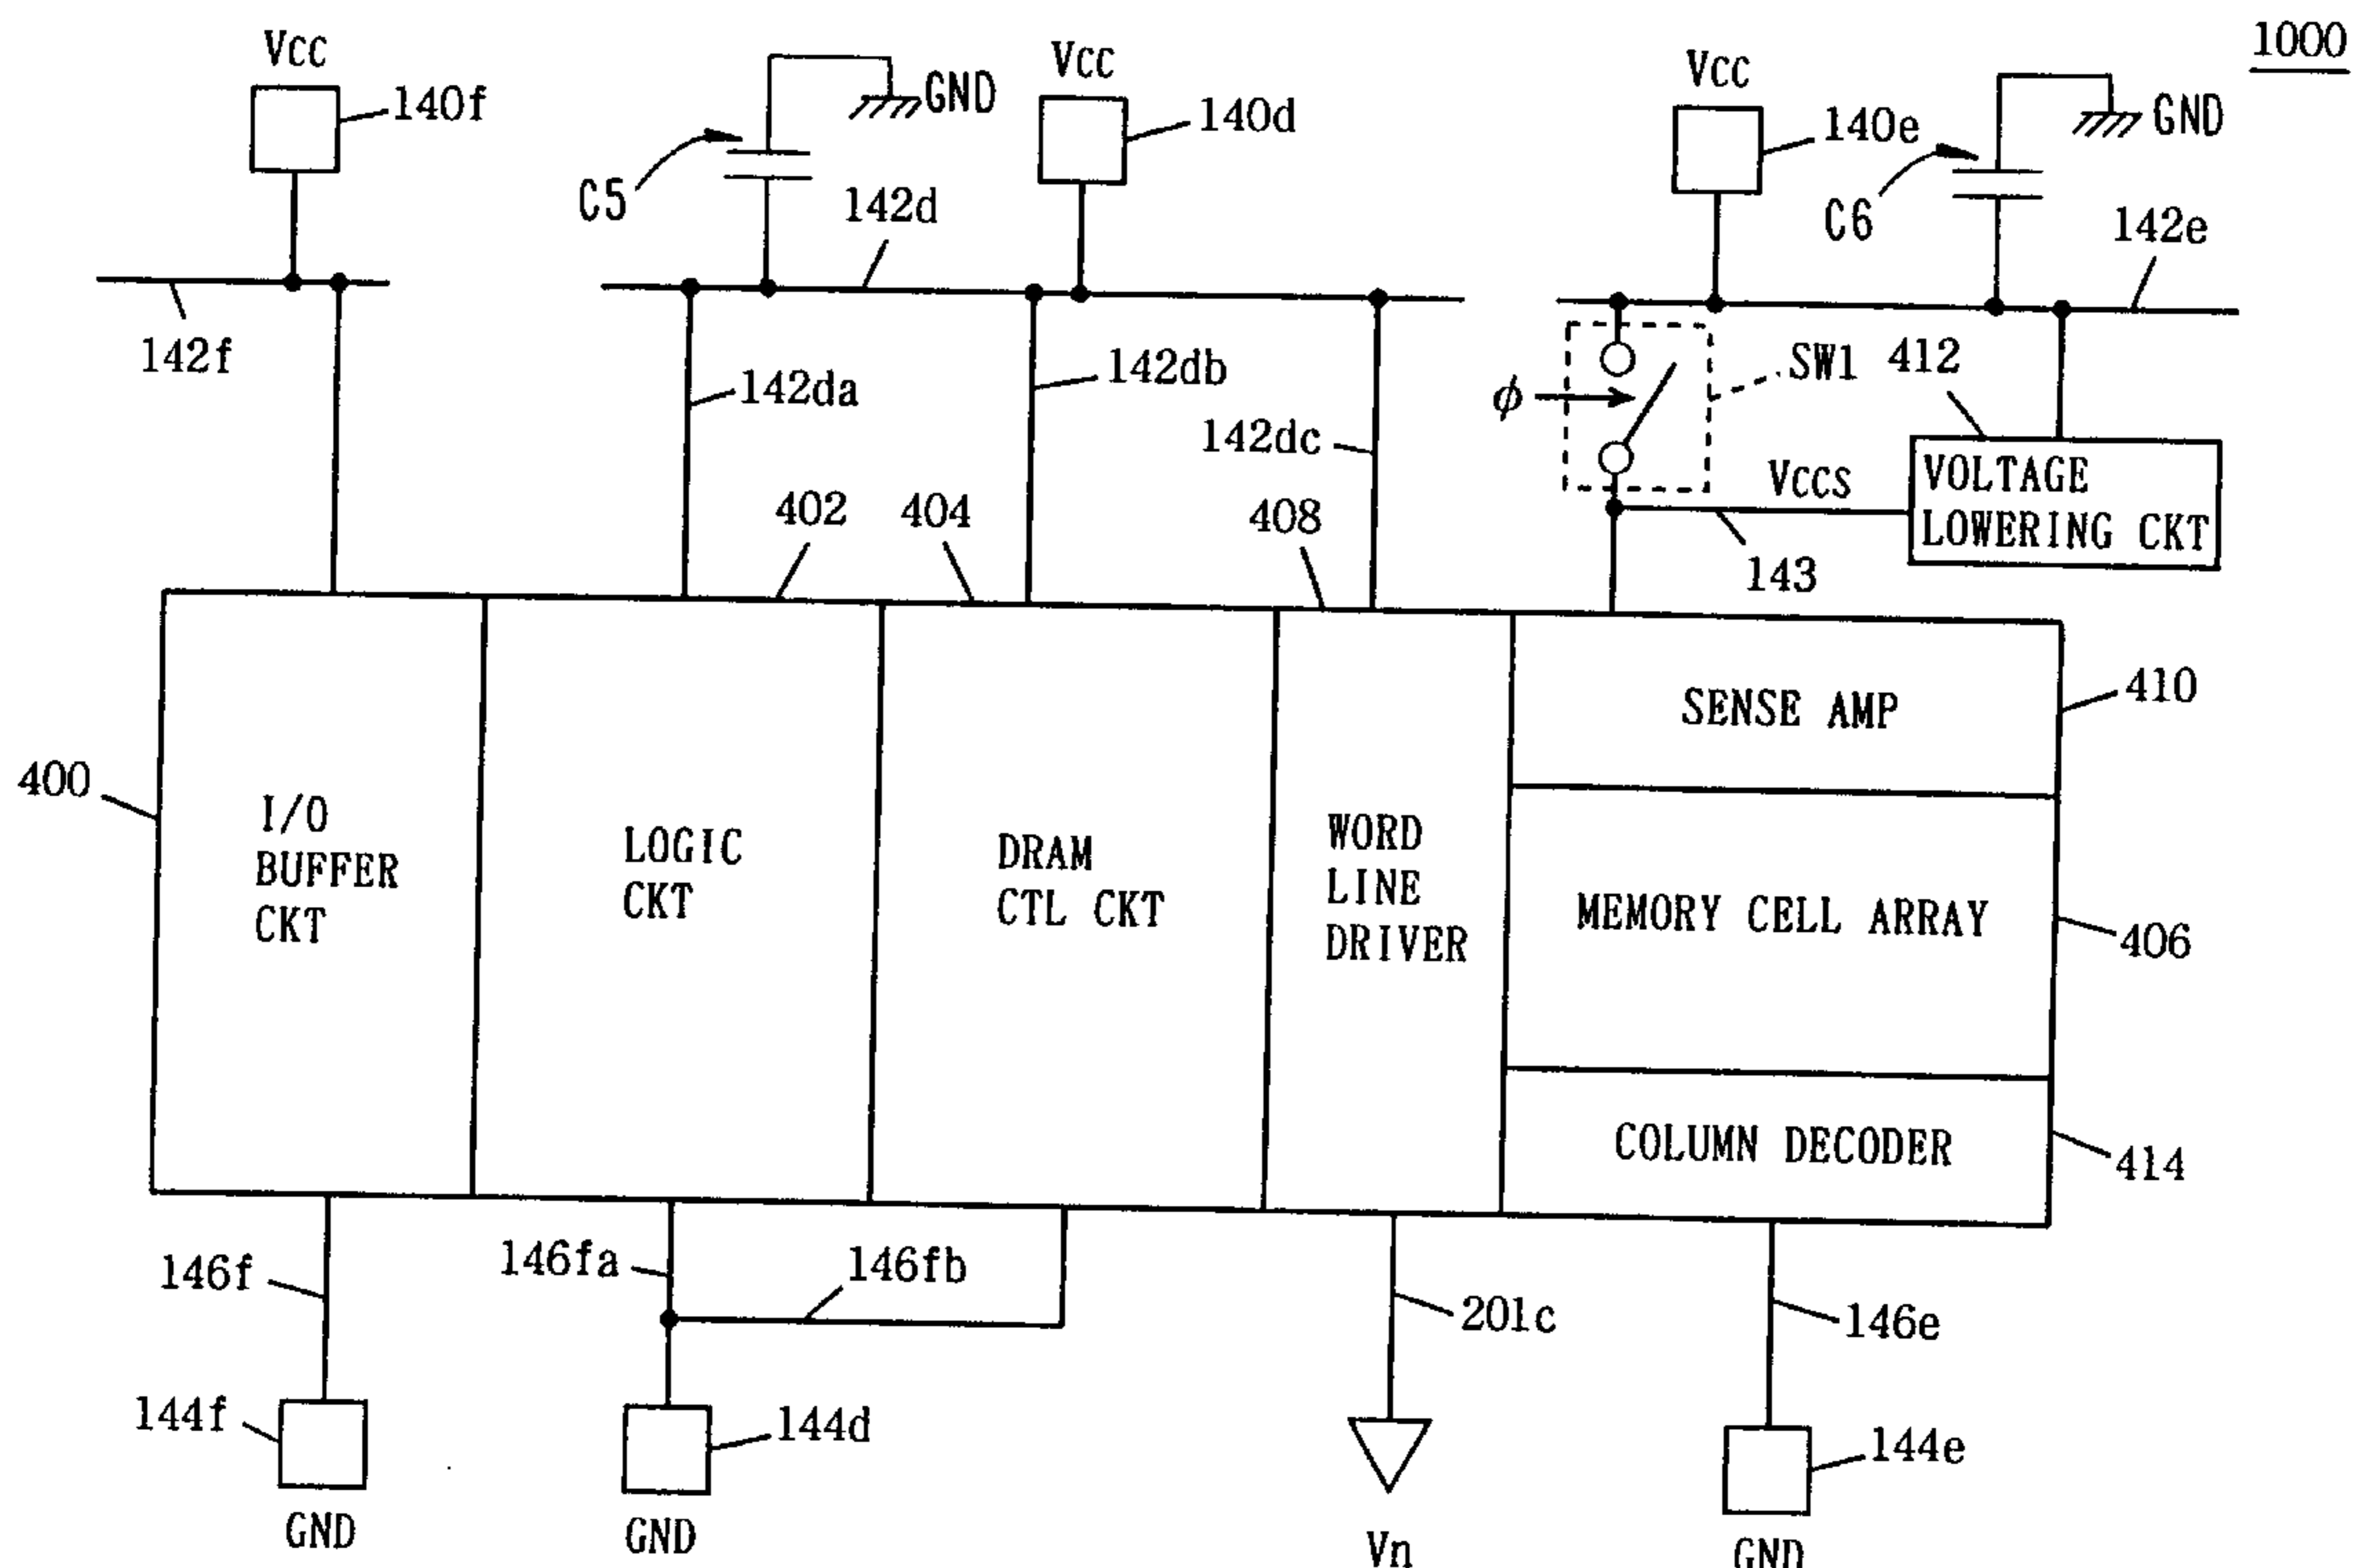 1000
VCC
140f
C5
GND
VCC
140d
VCC
140e
C6
GND
142f
142d
142da
142db
142dc
142e
φ
SW1
412
VCCS
VOLTAGE
LOWERING CKT
143
402
404
408
400
I/O
BUFFER
CKT
LOGIC
CKT
DRAM
CTL CKT
WORD
LINE
DRIVER
SENSE AMP
410
MEMORY CELL ARRAY
406
COLUMN DECODER
414
146f
146fa
146fb
201c
146e
144f
GND
144d
GND
Vn
144e
GND